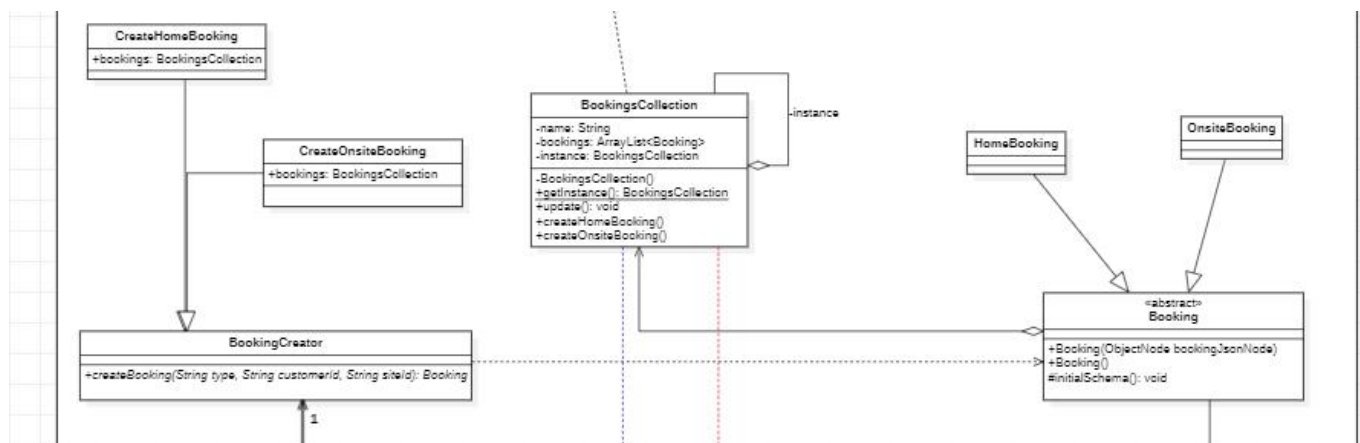 CreateHomeBooking
+bookings: BookingsCollection
CreateOnsiteBooking
+bookings: BookingsCollection
BookingsCollection
-name: String
-bookings: ArrayList<Booking>
-instance: BookingsCollection
-BookingsCollection()
+getInstance(): BookingsCollection
+update(): void
+createHomeBooking()
+createOnsiteBooking()
-instance
HomeBooking
OnsiteBooking
«abstract»
Booking
+Booking(ObjectNode bookingJsonNode)
+Booking()
#initialSchema(): void
BookingCreator
+createBooking(String type, String customerId, String siteId): Booking
1